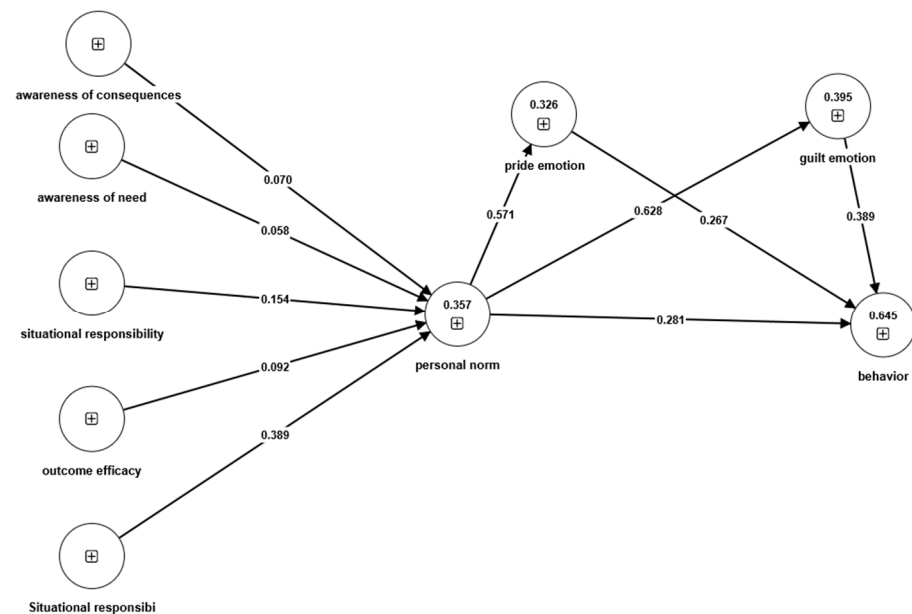 awareness of consequences
awareness of need
situational responsibility
outcome efficacy
Situational responsibi
0.070
0.058
0.154
0.092
0.389
0.357
personal norm
0.571
0.628
0.281
0.326
pride emotion
0.267
0.395
guilt emotion
0.389
0.645
behavior